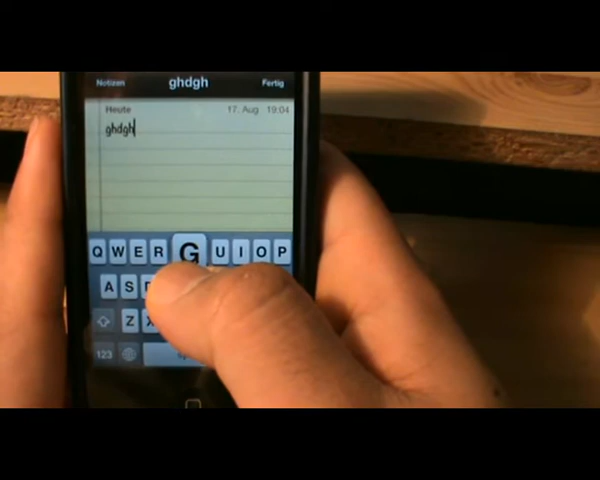 Notizen ghdgh Fertig
Heute 17. Aug 19:04
ghdgh
Q W E R G U I O P
A S
Z X
123